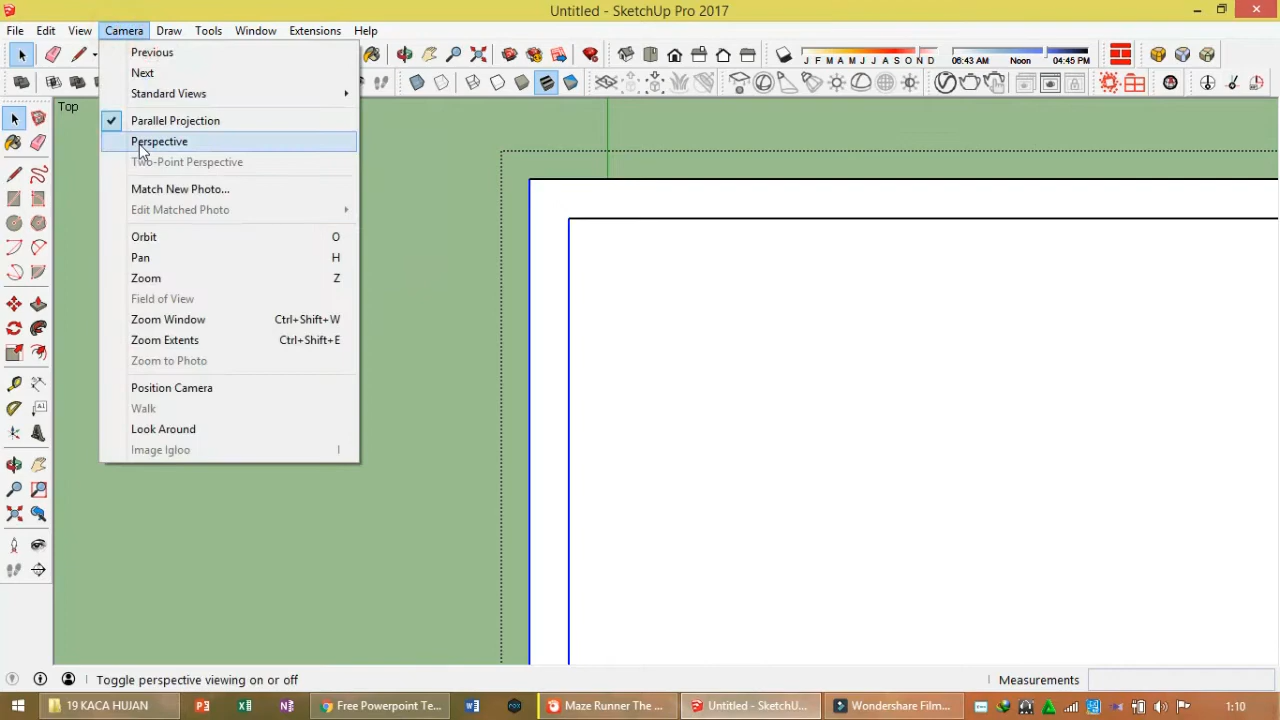 Untitled - SketchUp Pro 2017
File Edit View Camera Draw Tools Window Extensions Help
J F M A M J J A S O N D 06:43 AM Noon 04:45 PM
Top
Previous
Next
Standard Views
Parallel Projection
Perspective
Two-Point Perspective
Match New Photo...
Edit Matched Photo
Orbit O
Pan H
Zoom Z
Field of View
Zoom Window Ctrl+Shift+W
Zoom Extents Ctrl+Shift+E
Zoom to Photo
Position Camera
Walk
Look Around
Image Igloo I
Toggle perspective viewing on or off Measurements
19 KACA HUJAN Free Powerpoint Te... Maze Runner The ... Untitled - SketchU... Wondershare Film... 1:10